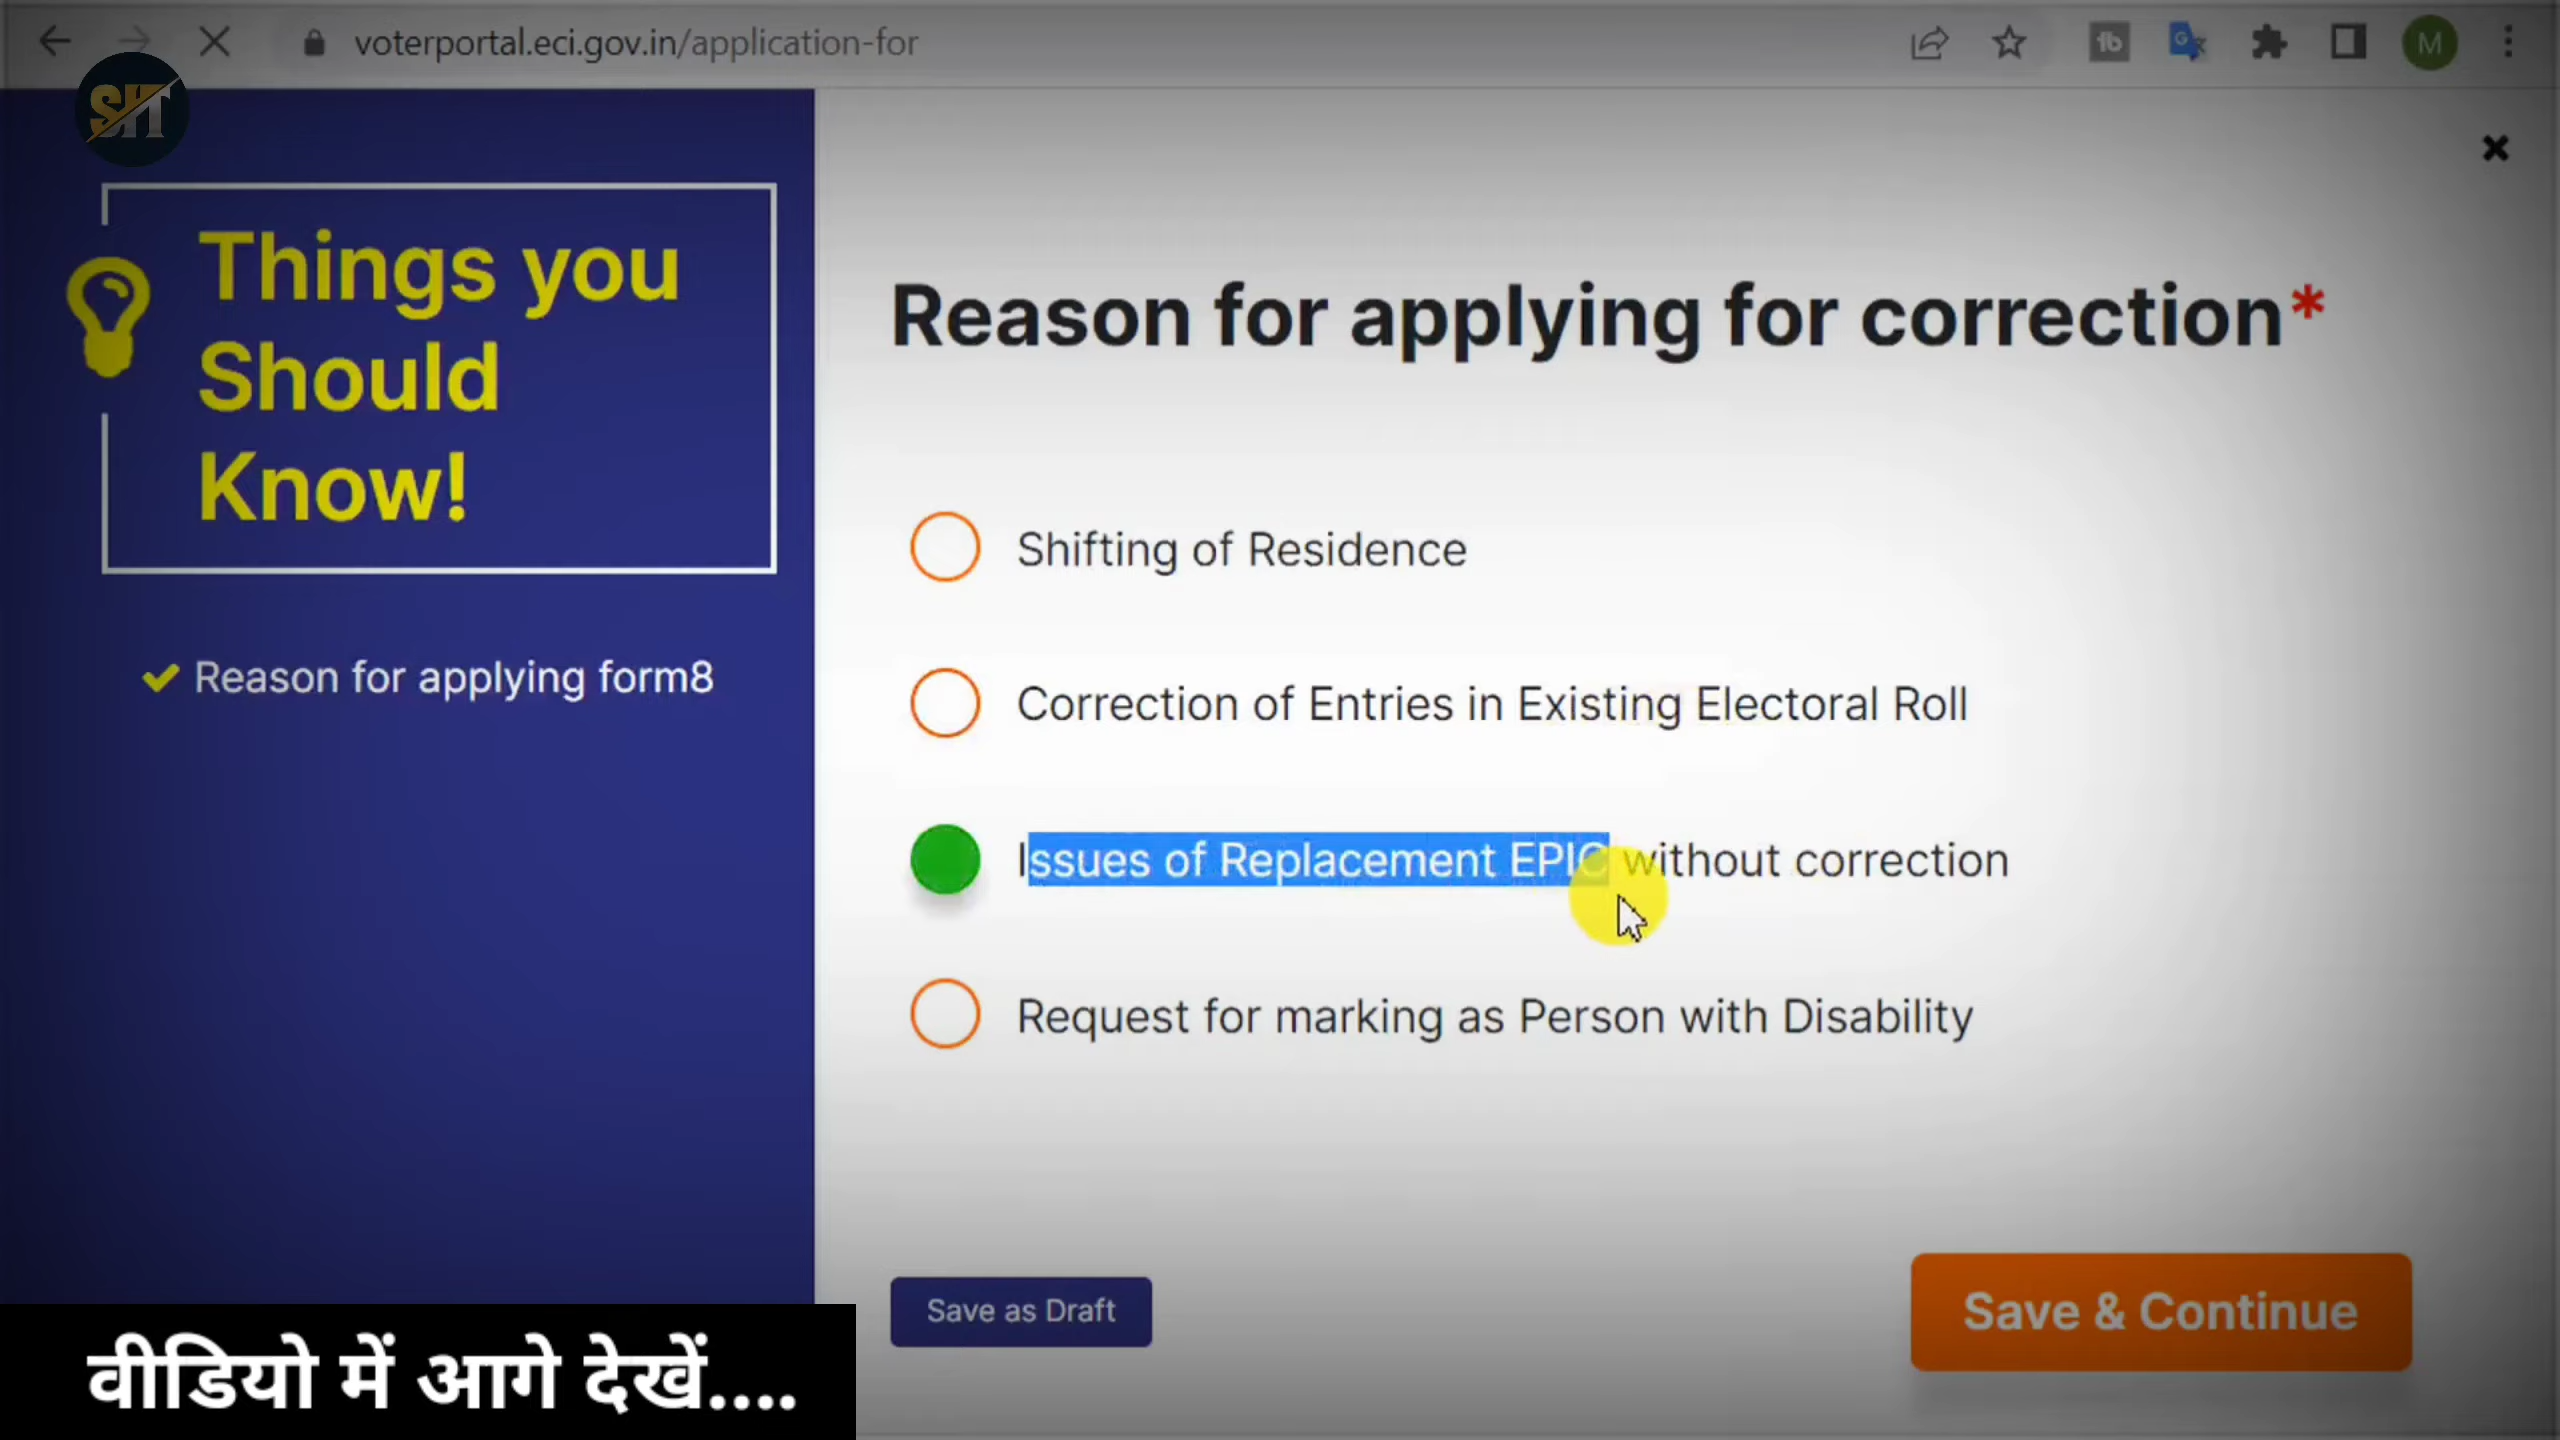 voterportal.eci.gov.in/application-for
M
SHT
Things you
Should
Know!
Reason for applying form8
Reason for applying for correction*
Shifting of Residence
Correction of Entries in Existing Electoral Roll
Issues of Replacement EPIC without correction
Request for marking as Person with Disability
Save as Draft
Save & Continue
वीडियो में आगे देखें....